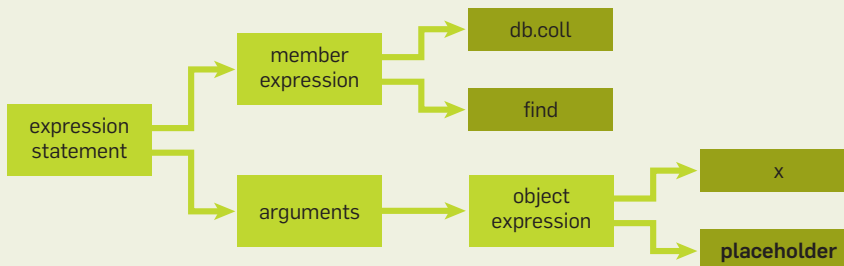 expression
statement
member
expression
db.coll
find
arguments
object
expression
x
placeholder